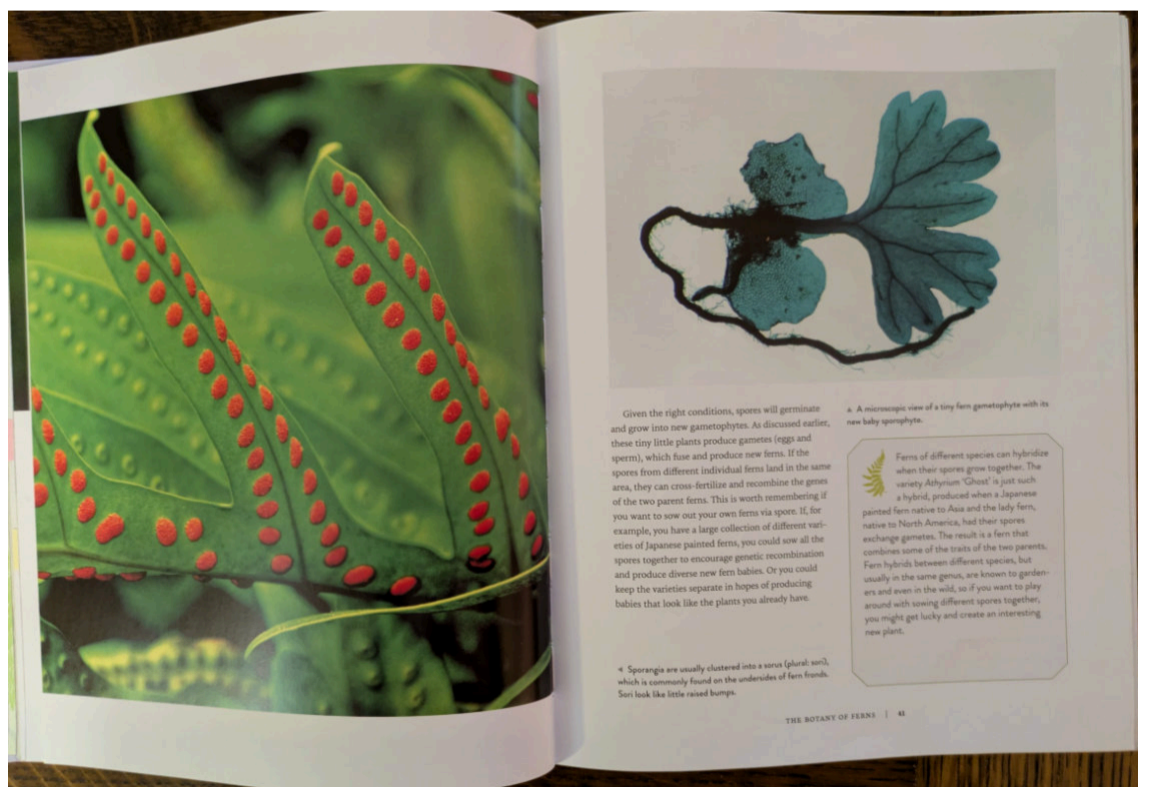 Given the right conditions, spores will germinate
and grow into new gametophytes. As discussed earlier,
these tiny little plants produce gametes (eggs and
sperm), which fuse and produce new ferns. If the
spores from different individual ferns land in the same
area, they can cross-fertilize and recombine the genes
of the two parent ferns. This is worth remembering if
you want to sow out your own ferns via spore. If, for
example, you have a large collection of different vari-
eties of Japanese painted ferns, you could sow all the
spores together to encourage genetic recombination
and produce diverse new fern babies. Or you could
keep the varieties separate in hopes of producing
babies that look like the plants you already have.
◂ Sporangia are usually clustered into a sorus (plural: sori),
which is commonly found on the undersides of fern fronds.
Sori look like little raised bumps.
▴ A microscopic view of a tiny fern gametophyte with its
new baby sporophyte.
Ferns of different species can hybridize
when their spores grow together. The
variety Athyrium 'Ghost' is just such
a hybrid, produced when a Japanese
painted fern native to Asia and the lady fern,
native to North America, had their spores
exchange gametes. The result is a fern that
combines some of the traits of the two parents.
Fern hybrids between different species, but
usually in the same genus, are known to garden-
ers and even in the wild, so if you want to play
around with sowing different spores together,
you might get lucky and create an interesting
new plant.
THE BOTANY OF FERNS | 41